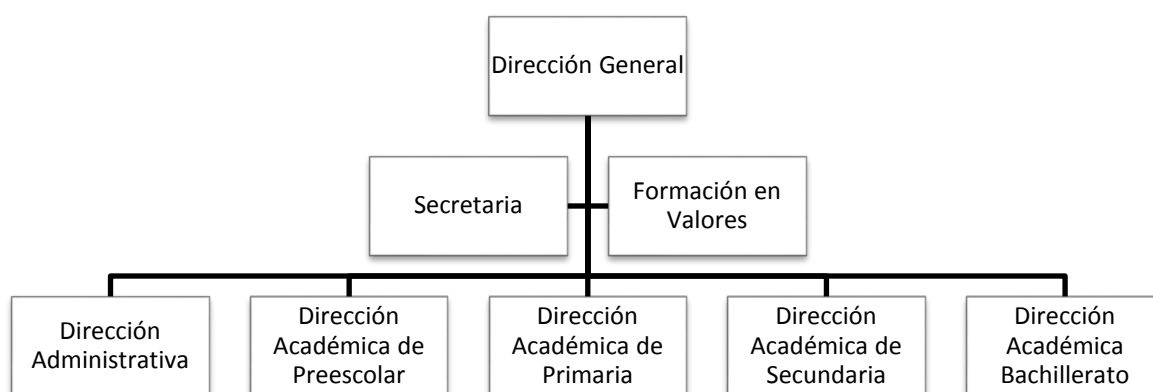 Dirección General
Secretaria
Formación en
Valores
Dirección
Administrativa
Dirección
Académica de
Preescolar
Dirección
Académica de
Primaria
Dirección
Académica de
Secundaria
Dirección
Académica
Bachillerato